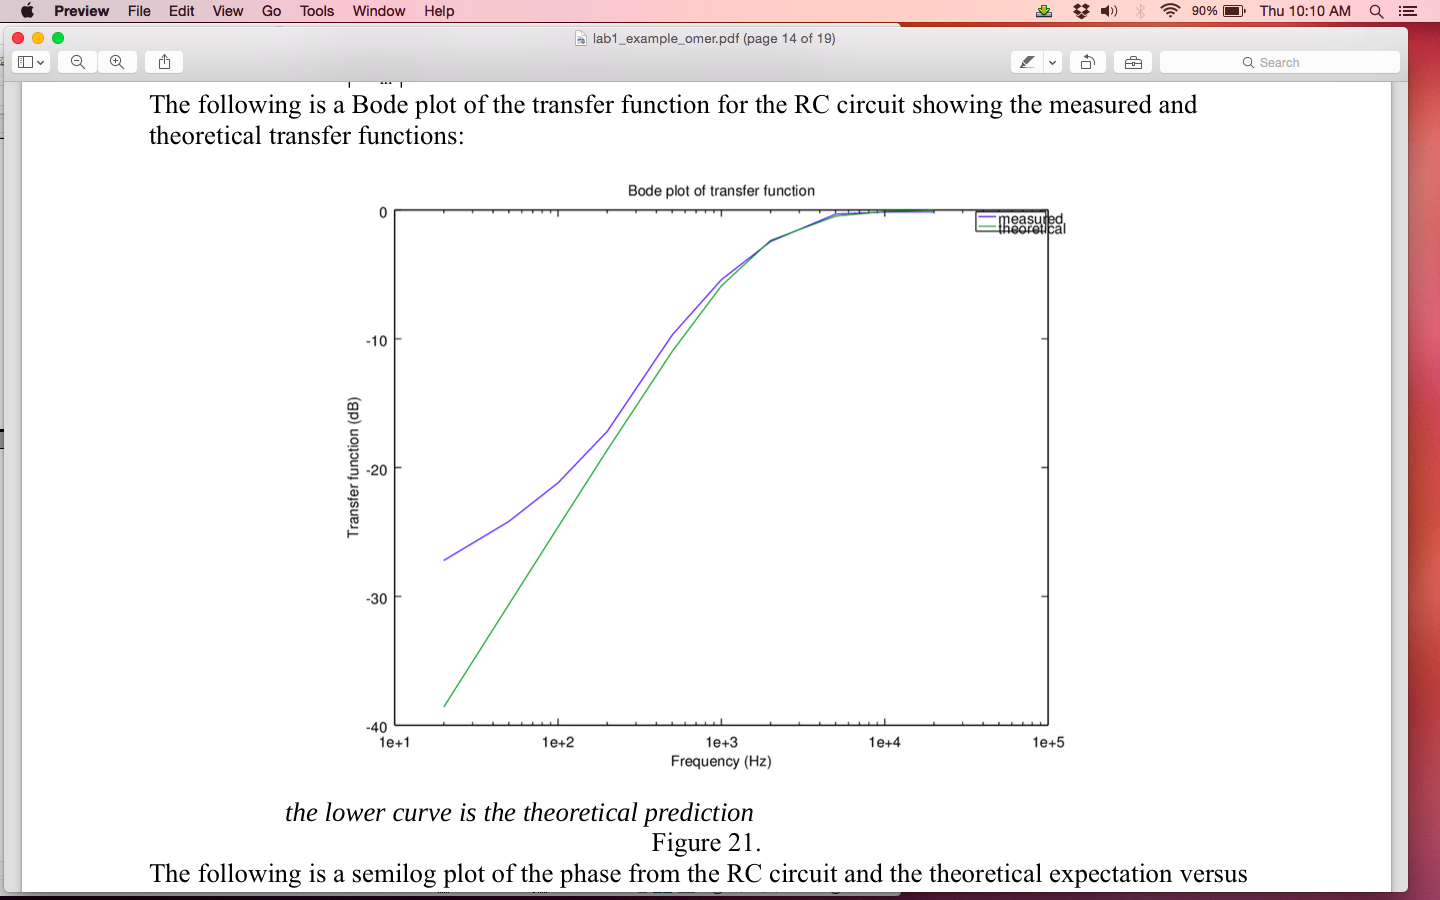 Preview File Edit View Go Tools Window Help 90% Thu 10:10 AM
lab1_example_omer.pdf (page 14 of 19)
Search
The following is a Bode plot of the transfer function for the RC circuit showing the measured and
theoretical transfer functions:
Bode plot of transfer function
measured
theoretical
0
-10
-20
-30
-40
Transfer function (dB)
1e+1 1e+2 1e+3 1e+4 1e+5
Frequency (Hz)
the lower curve is the theoretical prediction
Figure 21.
The following is a semilog plot of the phase from the RC circuit and the theoretical expectation versus